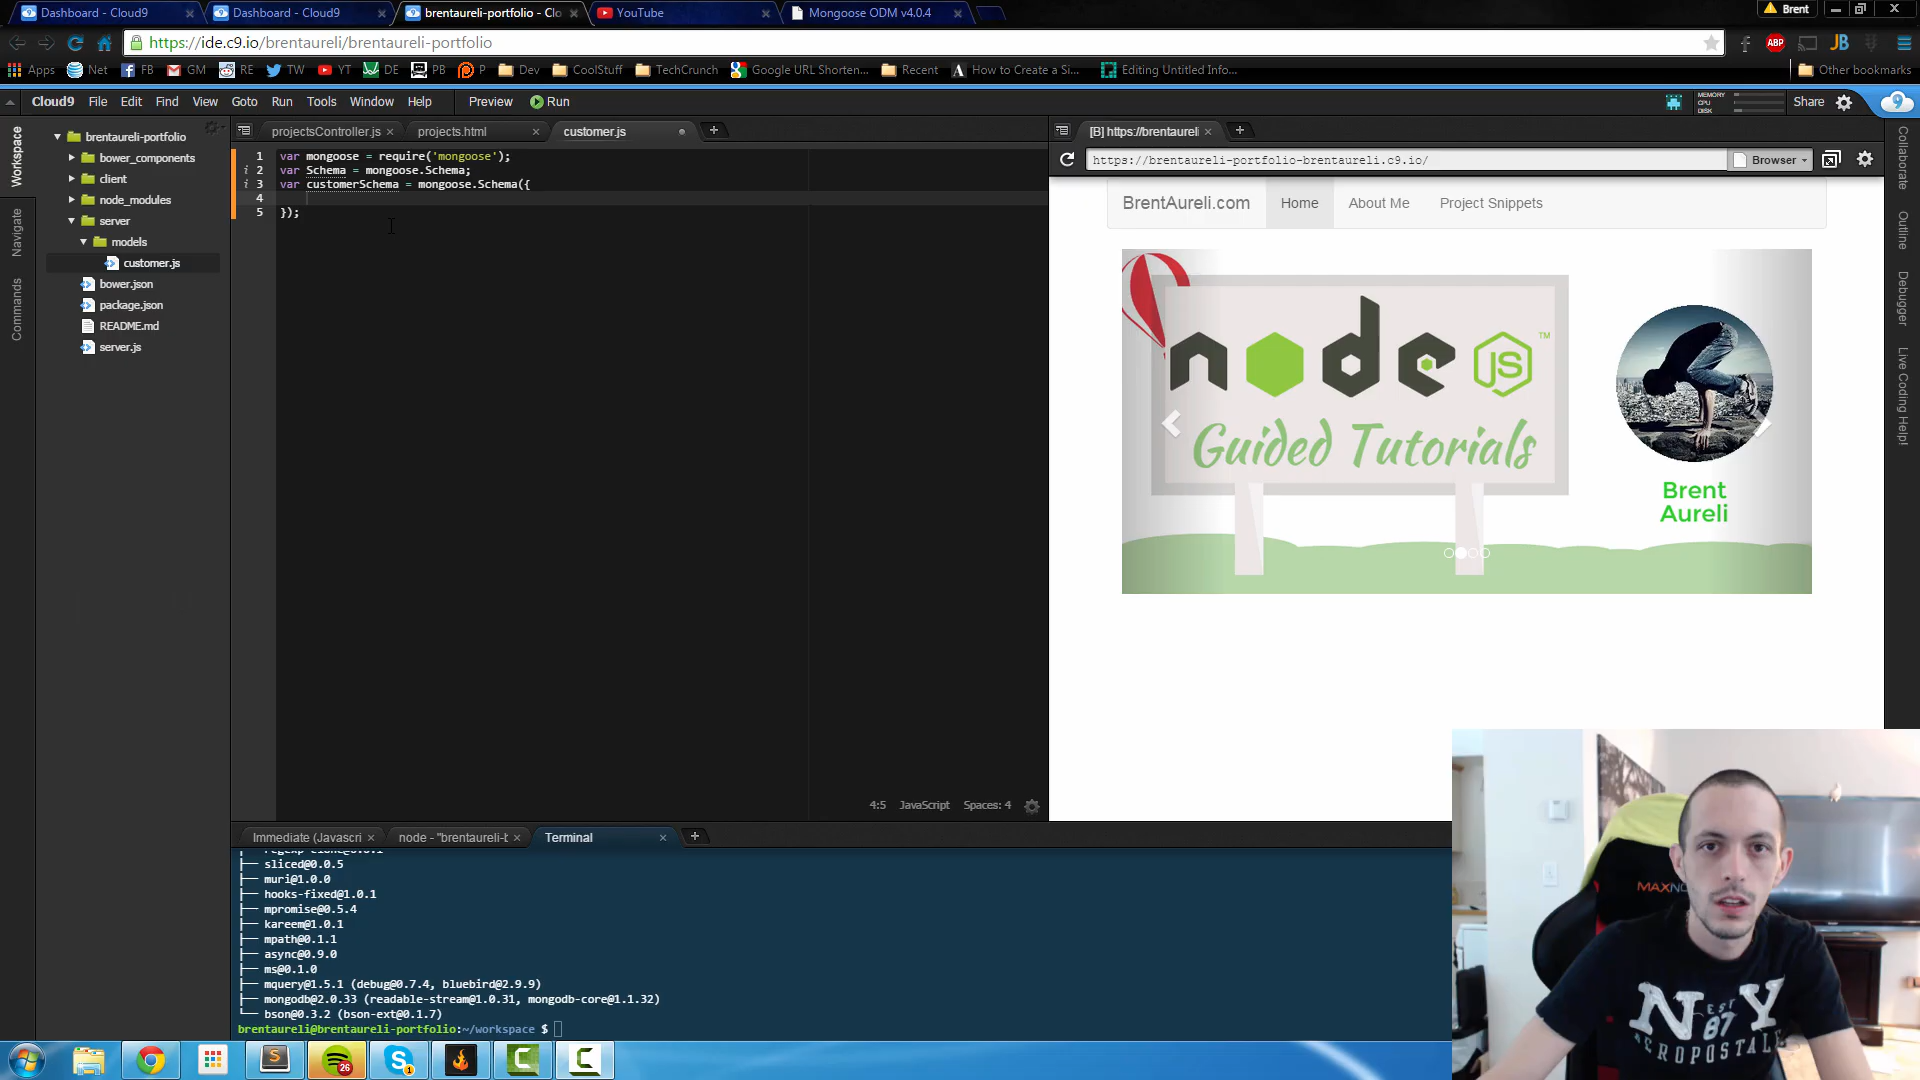 Dashboard - Cloud9
Dashboard - Cloud9
brentaureli-portfolio - Clo
YouTube
Mongoose ODM v4.0.4
Brent
https://ide.c9.io/brentaureli/brentaureli-portfolio
Apps
Net
FB
GM
RE
TW
YT
DE
PB
P
Dev
CoolStuff
TechCrunch
Google URL Shorten...
Recent
How to Create a Si...
Editing Untitled Info...
Other bookmarks
Cloud9
File
Edit
Find
View
Goto
Run
Tools
Window
Help
Preview
Run
MEMORY
CPU
DISK
Share
Workspace
Navigate
Commands
brentaureli-portfolio
bower_components
client
node_modules
server
models
customer.js
bower.json
package.json
README.md
server.js
projectsController.js
projects.html
customer.js
1 var mongoose = require('mongoose');
2 var Schema = mongoose.Schema;
3 var customerSchema = mongoose.Schema({
4
5 });
4:5 JavaScript Spaces: 4
[B] https://brentaureli
https://brentaureli-portfolio-brentaureli.c9.io/
Browser
BrentAureli.com
Home
About Me
Project Snippets
node
JS
TM
Guided Tutorials
Brent
Aureli
Collaborate
Outline
Debugger
Live Coding Help!
Immediate (Javascri
node - "brentaureli-b
Terminal
├── sliced@0.0.5
├── muri@1.0.0
├── hooks-fixed@1.0.1
├── mpromise@0.5.4
├── kareem@1.0.1
├── mpath@0.1.1
├── async@0.9.0
├── ms@0.1.0
├── mquery@1.5.1 (debug@0.7.4, bluebird@2.9.9)
├── mongodb@2.0.33 (readable-stream@1.0.31, mongodb-core@1.1.32)
└── bson@0.3.2 (bson-ext@0.1.7)
brentaureli@brentaureli-portfolio:~/workspace $
MAXNO
NY
EST
87
AEROPOSTALE
26
1